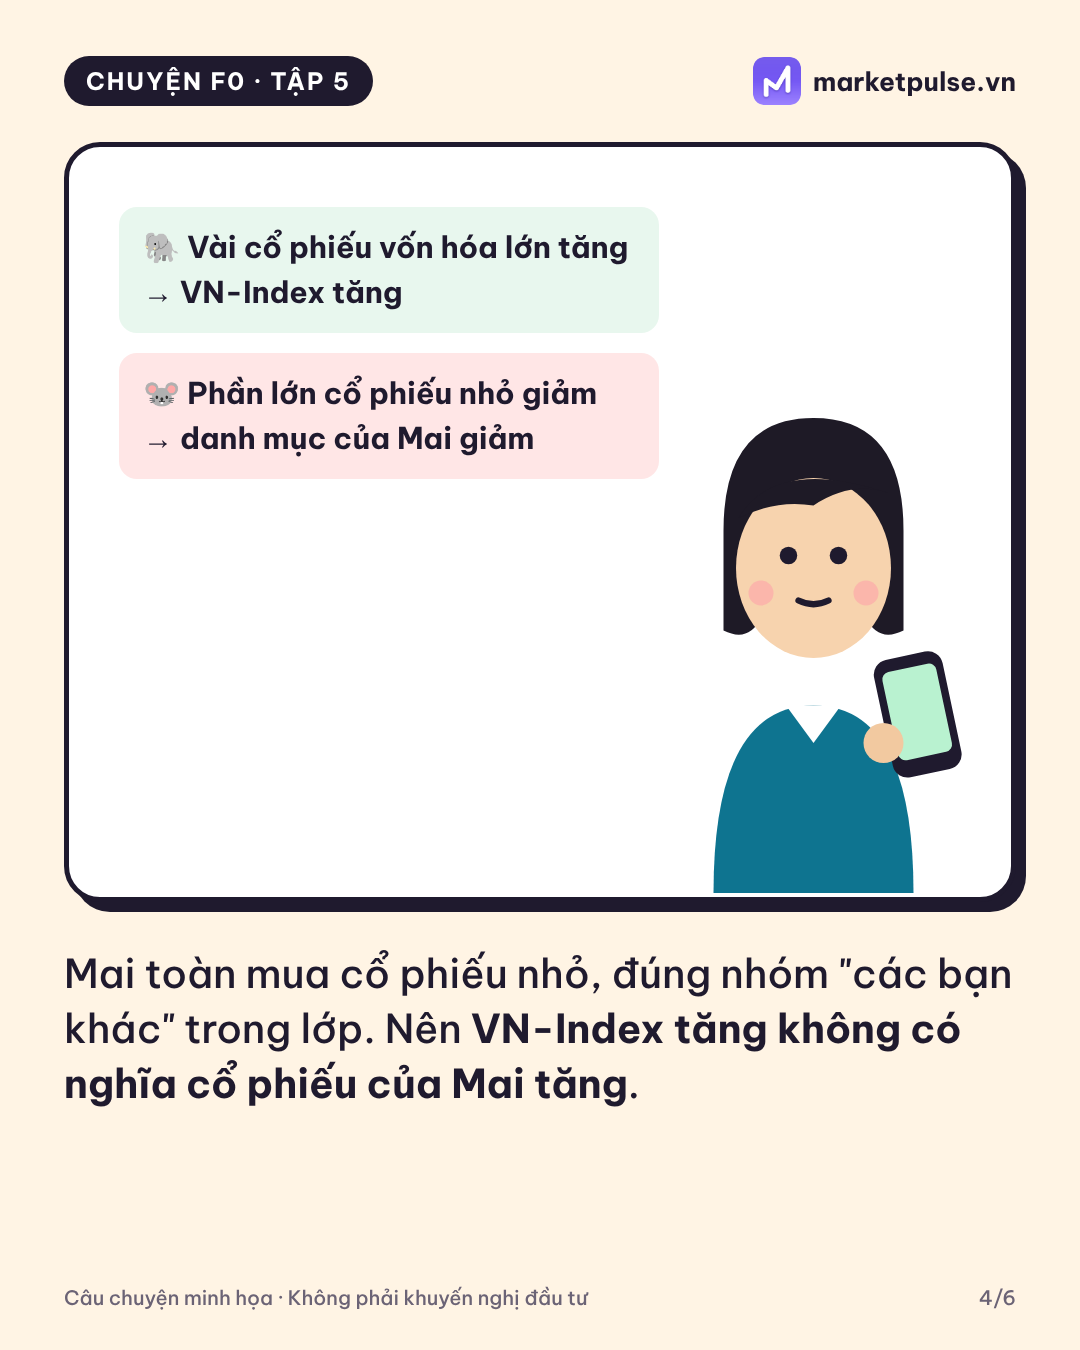 CHUYỆN F0 · TẬP 5
marketpulse.vn
🐘 Vài cổ phiếu vốn hóa lớn tăng
→ VN-Index tăng
🐭 Phần lớn cổ phiếu nhỏ giảm
→ danh mục của Mai giảm
Mai toàn mua cổ phiếu nhỏ, đúng nhóm "các bạn
khác" trong lớp. Nên VN-Index tăng không có
nghĩa cổ phiếu của Mai tăng.
Câu chuyện minh họa · Không phải khuyến nghị đầu tư
4/6